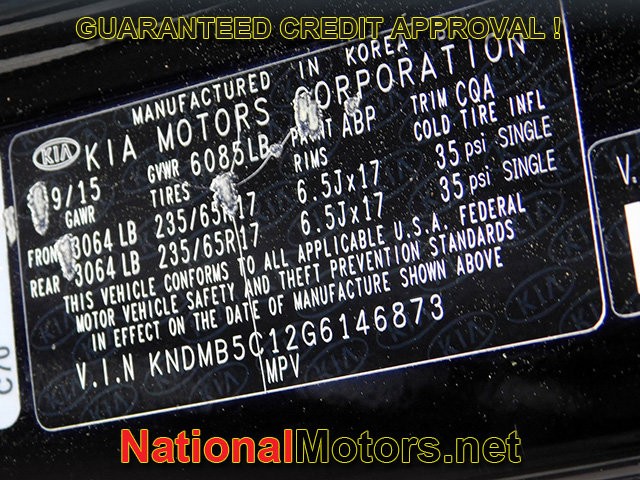 GUARANTEED CREDIT APPROVAL !
MANUFACTURED IN KOREA
KIA KIA MOTORS CORPORATION
9/15 GVWR 6085LB PAINT ABP TRIM CQA
GAWR TIRES RIMS COLD TIRE INFL
FRONT 3064 LB 235/65R17 6.5Jx17 35 psi SINGLE
REAR 3064 LB 235/65R17 6.5Jx17 35 psi SINGLE
THIS VEHICLE CONFORMS TO ALL APPLICABLE U.S.A. FEDERAL
MOTOR VEHICLE SAFETY AND THEFT PREVENTION STANDARDS
IN EFFECT ON THE DATE OF MANUFACTURE SHOWN ABOVE
V.I.N KNDMB5C12G6146873
MPV
V.
C70
NationalMotors.net